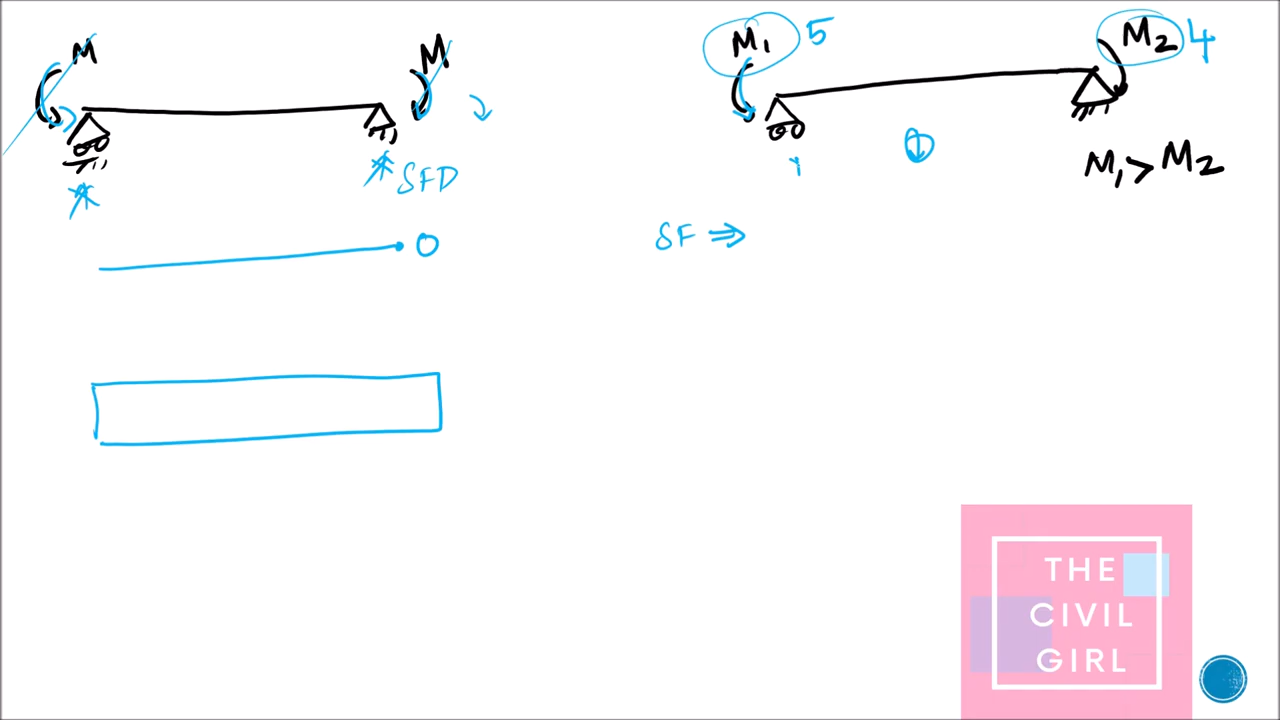 M
M
SFD
0
M1 5
M2 4
M1 > M2
SF ⇒
THE
CIVIL
GIRL